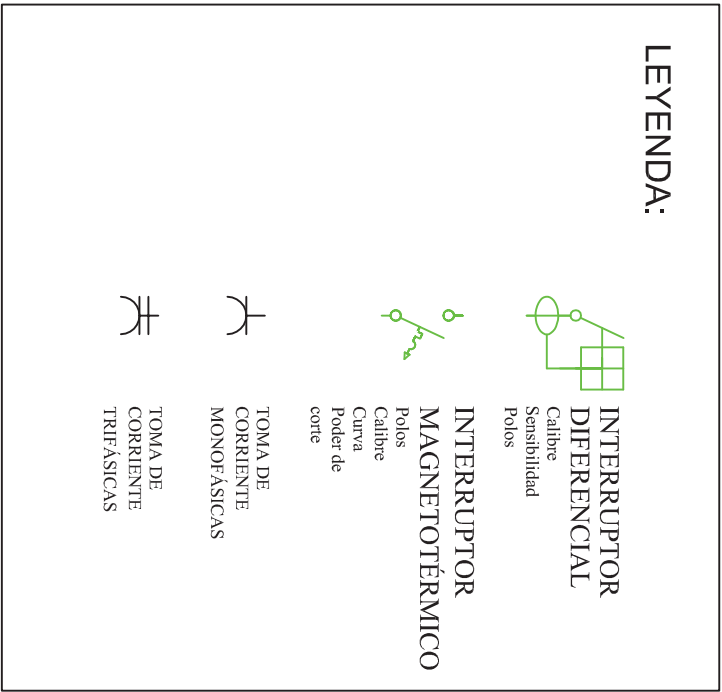 LEYENDA:
INTERRUPTOR
DIFERENCIAL
Calibre
Sensibilidad
Polos
INTERRUPTOR
MAGNETOTÉRMICO
Polos
Calibre
Curva
Poder de
corte
TOMA DE
CORRIENTE
MONOFÁSICAS
TOMA DE
CORRIENTE
TRIFÁSICAS